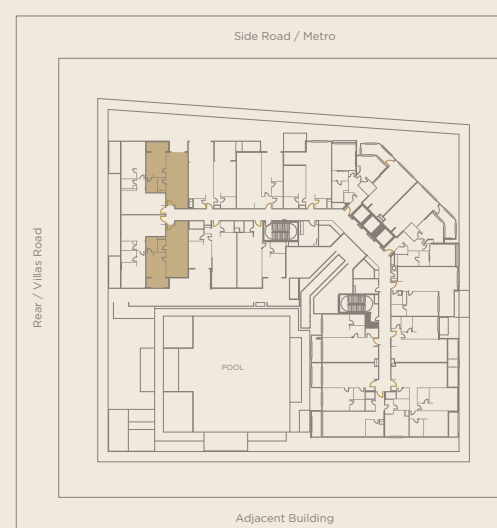 Side Road / Metro
Rear / Villas Road
POOL
Adjacent Building